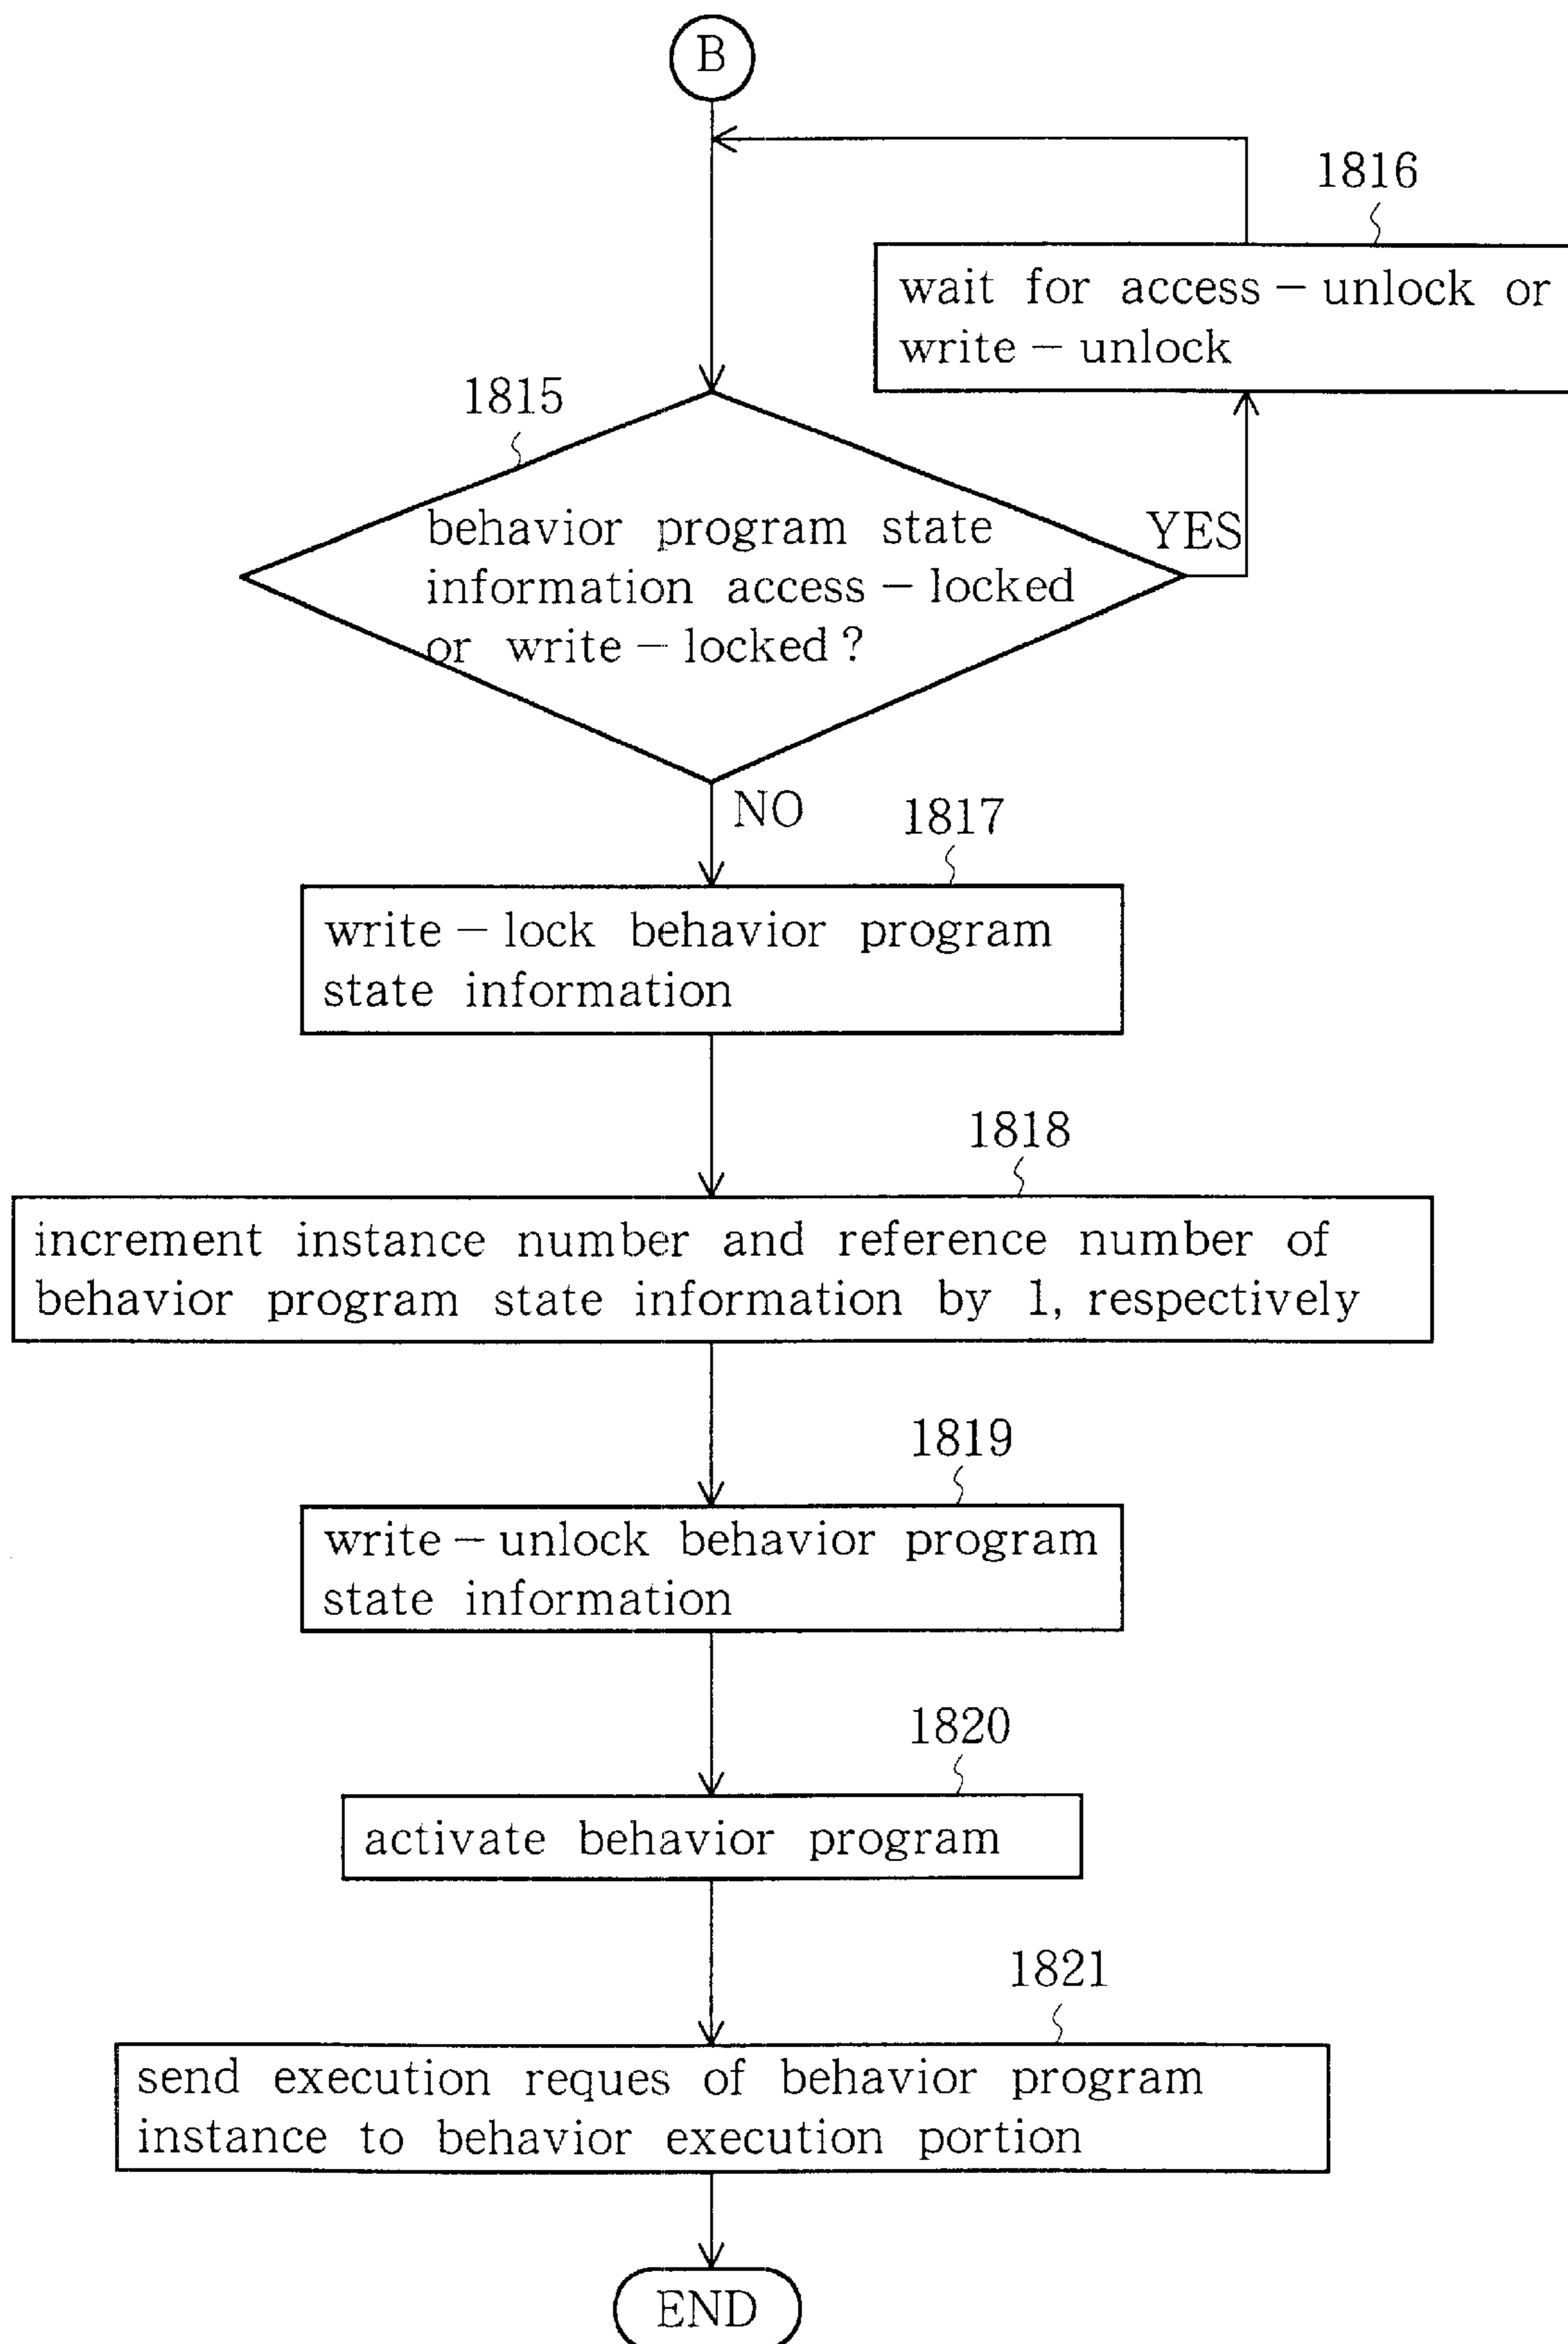 B
1816
wait for access - unlock or
write - unlock
1815
behavior program state
information access - locked
or write - locked ?
YES
NO
1817
write - lock behavior program
state information
1818
increment instance number and reference number of
behavior program state information by 1, respectively
1819
write - unlock behavior program
state information
1820
activate behavior program
1821
send execution reques of behavior program
instance to behavior execution portion
END